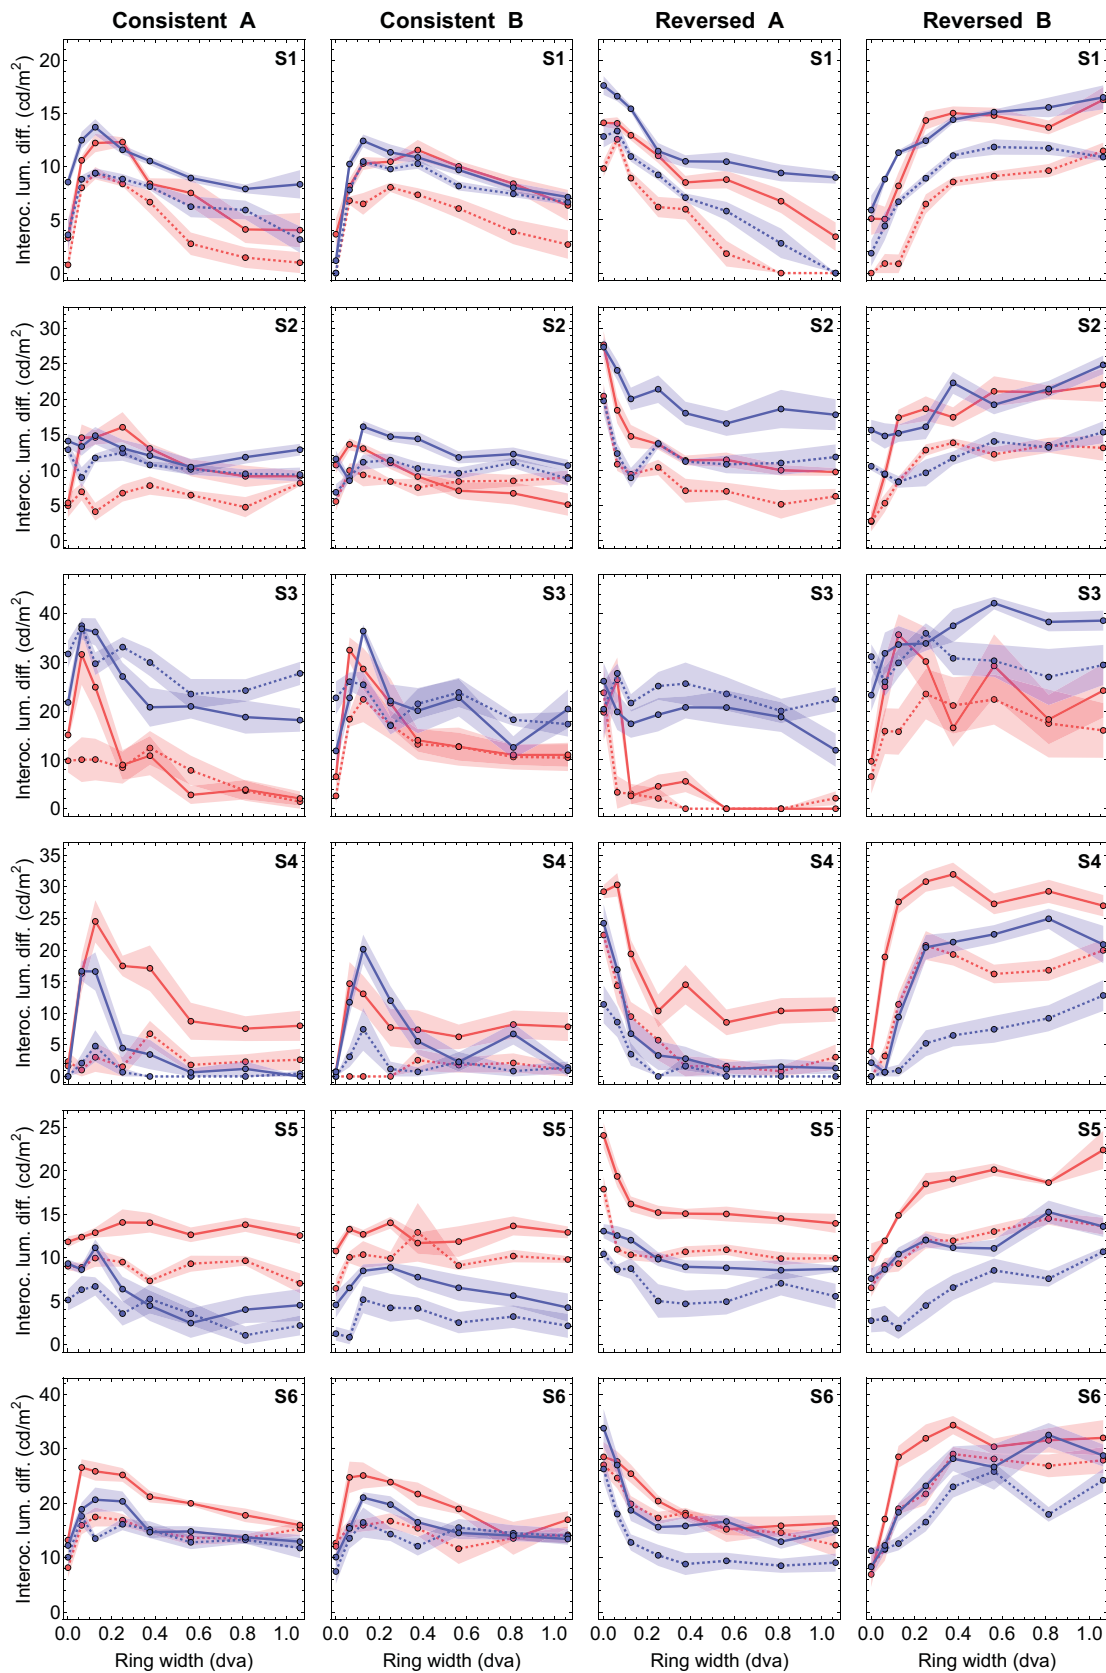 Consistent A Consistent B Reversed A Reversed B
20 S1 S1 S1 S1
15
10
5
0
Interoc. lum. diff. (cd/m²)
30 S2 S2 S2 S2
25
20
15
10
5
0
Interoc. lum. diff. (cd/m²)
S3 S3 S3 S3
40
30
20
10
0
Interoc. lum. diff. (cd/m²)
35 S4 S4 S4 S4
30
25
20
15
10
5
0
Interoc. lum. diff. (cd/m²)
25 S5 S5 S5 S5
20
15
10
5
0
Interoc. lum. diff. (cd/m²)
40 S6 S6 S6 S6
30
20
10
0
Interoc. lum. diff. (cd/m²)
0.0 0.2 0.4 0.6 0.8 1.0 0.0 0.2 0.4 0.6 0.8 1.0 0.0 0.2 0.4 0.6 0.8 1.0 0.0 0.2 0.4 0.6 0.8 1.0
Ring width (dva) Ring width (dva) Ring width (dva) Ring width (dva)